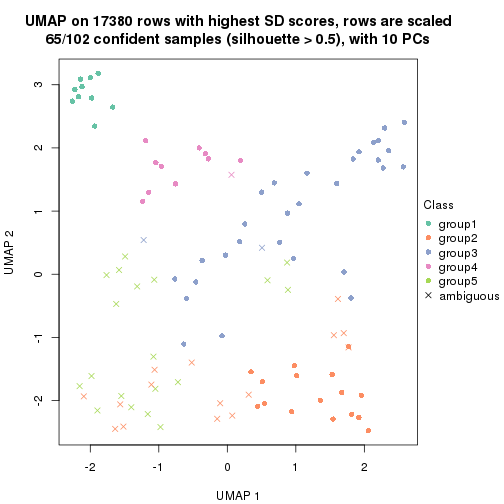 UMAP on 17380 rows with highest SD scores, rows are scaled
65/102 confident samples (silhouette > 0.5), with 10 PCs
3
2
1
0
-1
-2
UMAP 2
-2
-1
0
1
2
UMAP 1
Class
group1
group2
group3
group4
group5
ambiguous